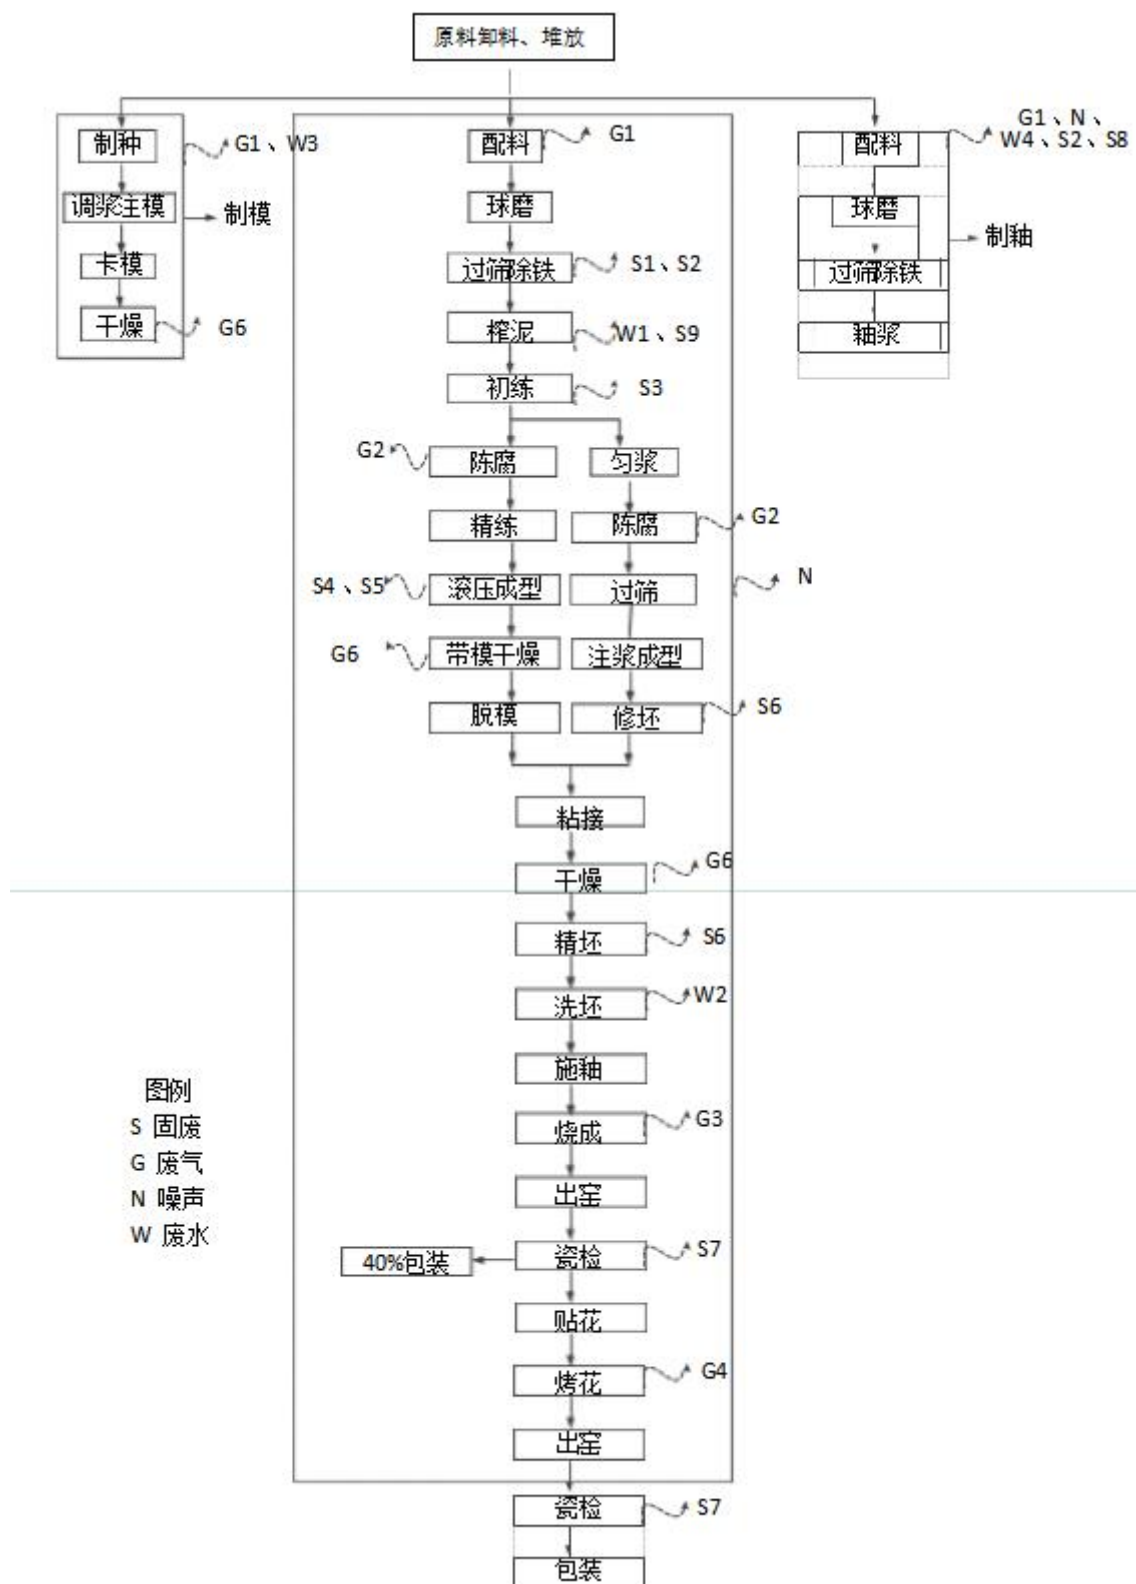 原料卸料、堆放
制种
G1、W3
调浆注模
制模
卡模
干燥
G6
配料
G1
球磨
过筛除铁
S1、S2
榨泥
W1、S9
初练
S3
G2
陈腐
匀浆
精练
陈腐
G2
S4、S5
滚压成型
过筛
N
G6
带模干燥
注浆成型
脱模
修坯
S6
粘接
干燥
G6
精坯
S6
洗坯
W2
施釉
烧成
G3
出窑
40%包装
瓷检
S7
贴花
烤花
G4
出窑
瓷检
S7
包装
配料
G1、N、
W4、S2、S8
球磨
制釉
过筛除铁
釉浆
图例
S 固废
G 废气
N 噪声
W 废水